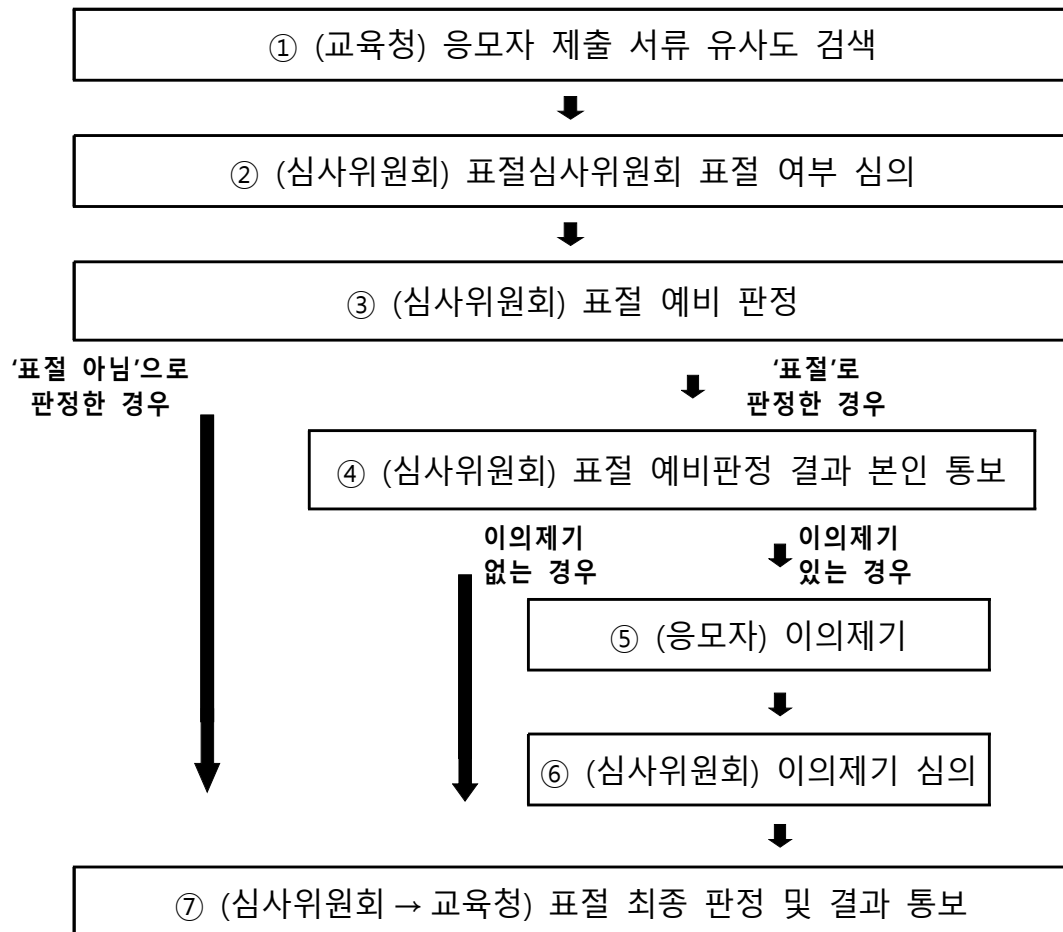 ① (교육청) 응모자 제출 서류 유사도 검색
② (심사위원회) 표절심사위원회 표절 여부 심의
③ (심사위원회) 표절 예비 판정
‘표절 아님’으로
판정한 경우
‘표절’로
판정한 경우
④ (심사위원회) 표절 예비판정 결과 본인 통보
이의제기
없는 경우
이의제기
있는 경우
⑤ (응모자) 이의제기
⑥ (심사위원회) 이의제기 심의
⑦ (심사위원회 → 교육청) 표절 최종 판정 및 결과 통보